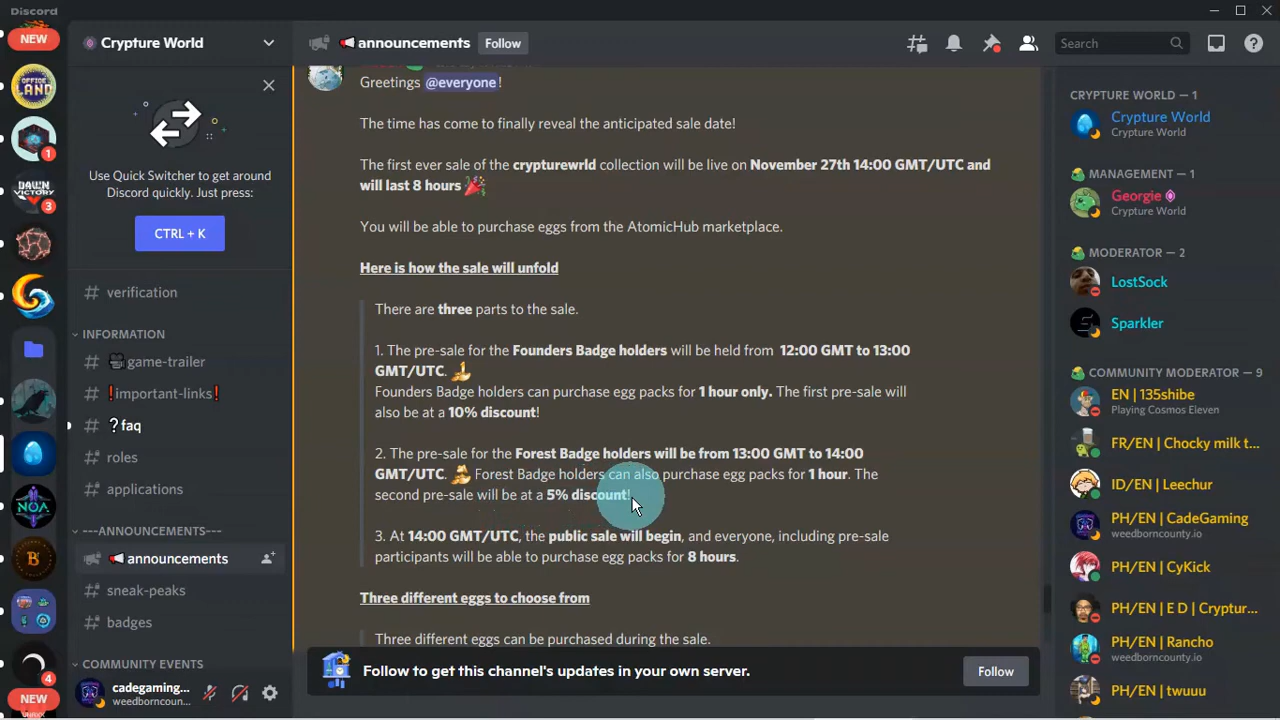 Discord
NEW
OFFICE LAND
1
DAWN VICTORY
3
NOA
B
4
NEW
Crypture World
Use Quick Switcher to get around
Discord quickly. Just press:
CTRL + K
# verification
INFORMATION
game-trailer
❗important-links❗
?faq
roles
applications
---ANNOUNCEMENTS---
announcements
sneak-peaks
badges
COMMUNITY EVENTS
cadegaming...
weedborncoun...
announcements
Follow
Search
Greetings @everyone!
The time has come to finally reveal the anticipated sale date!
The first ever sale of the crypturewrld collection will be live on November 27th 14:00 GMT/UTC and
will last 8 hours
You will be able to purchase eggs from the AtomicHub marketplace.
Here is how the sale will unfold
There are three parts to the sale.
1. The pre-sale for the Founders Badge holders will be held from 12:00 GMT to 13:00
GMT/UTC.
Founders Badge holders can purchase egg packs for 1 hour only. The first pre-sale will
also be at a 10% discount!
2. The pre-sale for the Forest Badge holders will be from 13:00 GMT to 14:00
GMT/UTC. Forest Badge holders can also purchase egg packs for 1 hour. The
second pre-sale will be at a 5% discount!
3. At 14:00 GMT/UTC, the public sale will begin, and everyone, including pre-sale
participants will be able to purchase egg packs for 8 hours.
Three different eggs to choose from
Three different eggs can be purchased during the sale.
Follow to get this channel's updates in your own server.
Follow
CRYPTURE WORLD — 1
Crypture World
Crypture World
MANAGEMENT — 1
Georgie
Crypture World
MODERATOR — 2
LostSock
Sparkler
COMMUNITY MODERATOR — 9
EN | 135shibe
Playing Cosmos Eleven
FR/EN | Chocky milk t...
ID/EN | Leechur
PH/EN | CadeGaming
weedborncounty.io
PH/EN | CyKick
PH/EN | E D | Cryptur...
PH/EN | Rancho
weedborncounty.io
PH/EN | twuuu